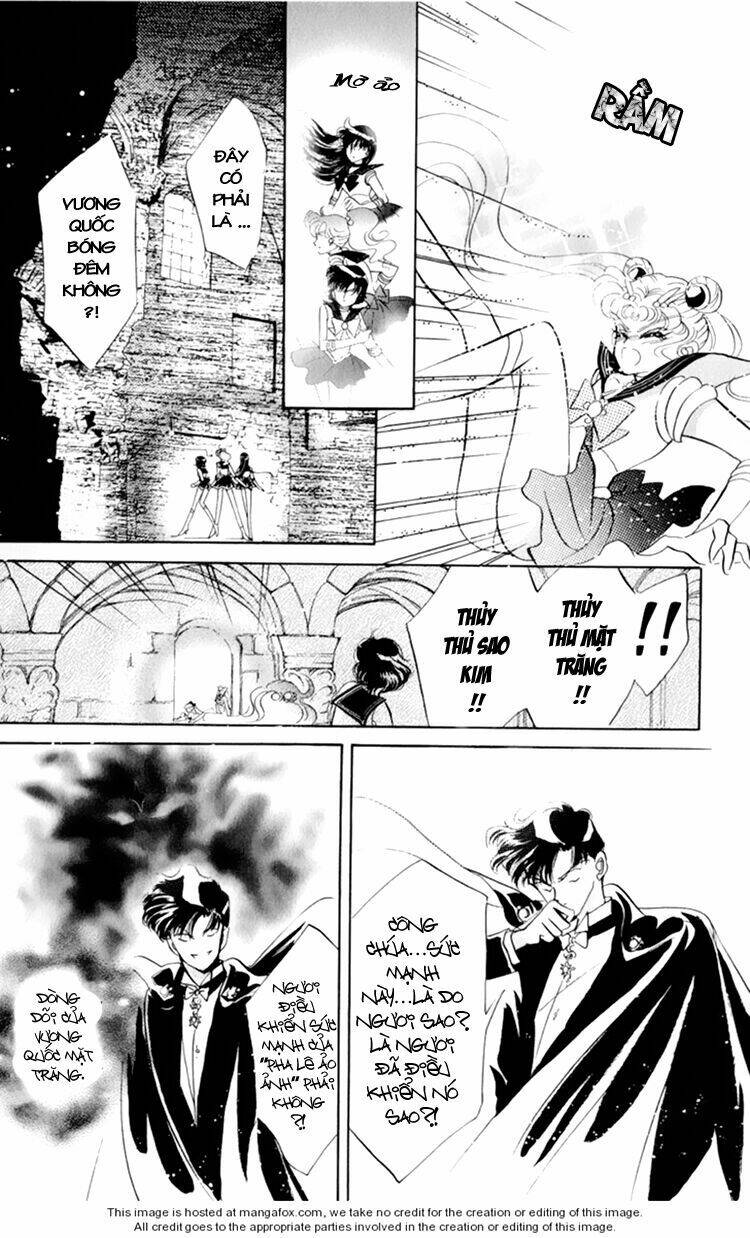 RẦM
Mờ ảo
ĐÂY
CÓ
PHẢI
LÀ ...
VƯƠNG
QUỐC
BÓNG
ĐÊM
KHÔNG
?!
!!
THỦY
THỦ MẶT
TRĂNG
!!
THỦY
THỦ SAO
KIM
!!
CÔNG
CHÚA...SỨC
MẠNH
NÀY...LÀ DO
NGƯƠI SAO?
LÀ NGƯƠI
ĐÃ ĐIỀU
KHIỂN NÓ
SAO?!
NGƯƠI
ĐIỀU
KHIỂN SỨC
MẠNH CỦA
"PHA LÊ ẢO
ẢNH" PHẢI
KHÔNG
?!
DÒNG
DÕI CỦA
VƯƠNG
QUỐC MẶT
TRĂNG.
This image is hosted at mangafox.com, we take no credit for the creation or editing of this image.
All credit goes to the appropriate parties involved in the creation or editing of this image.